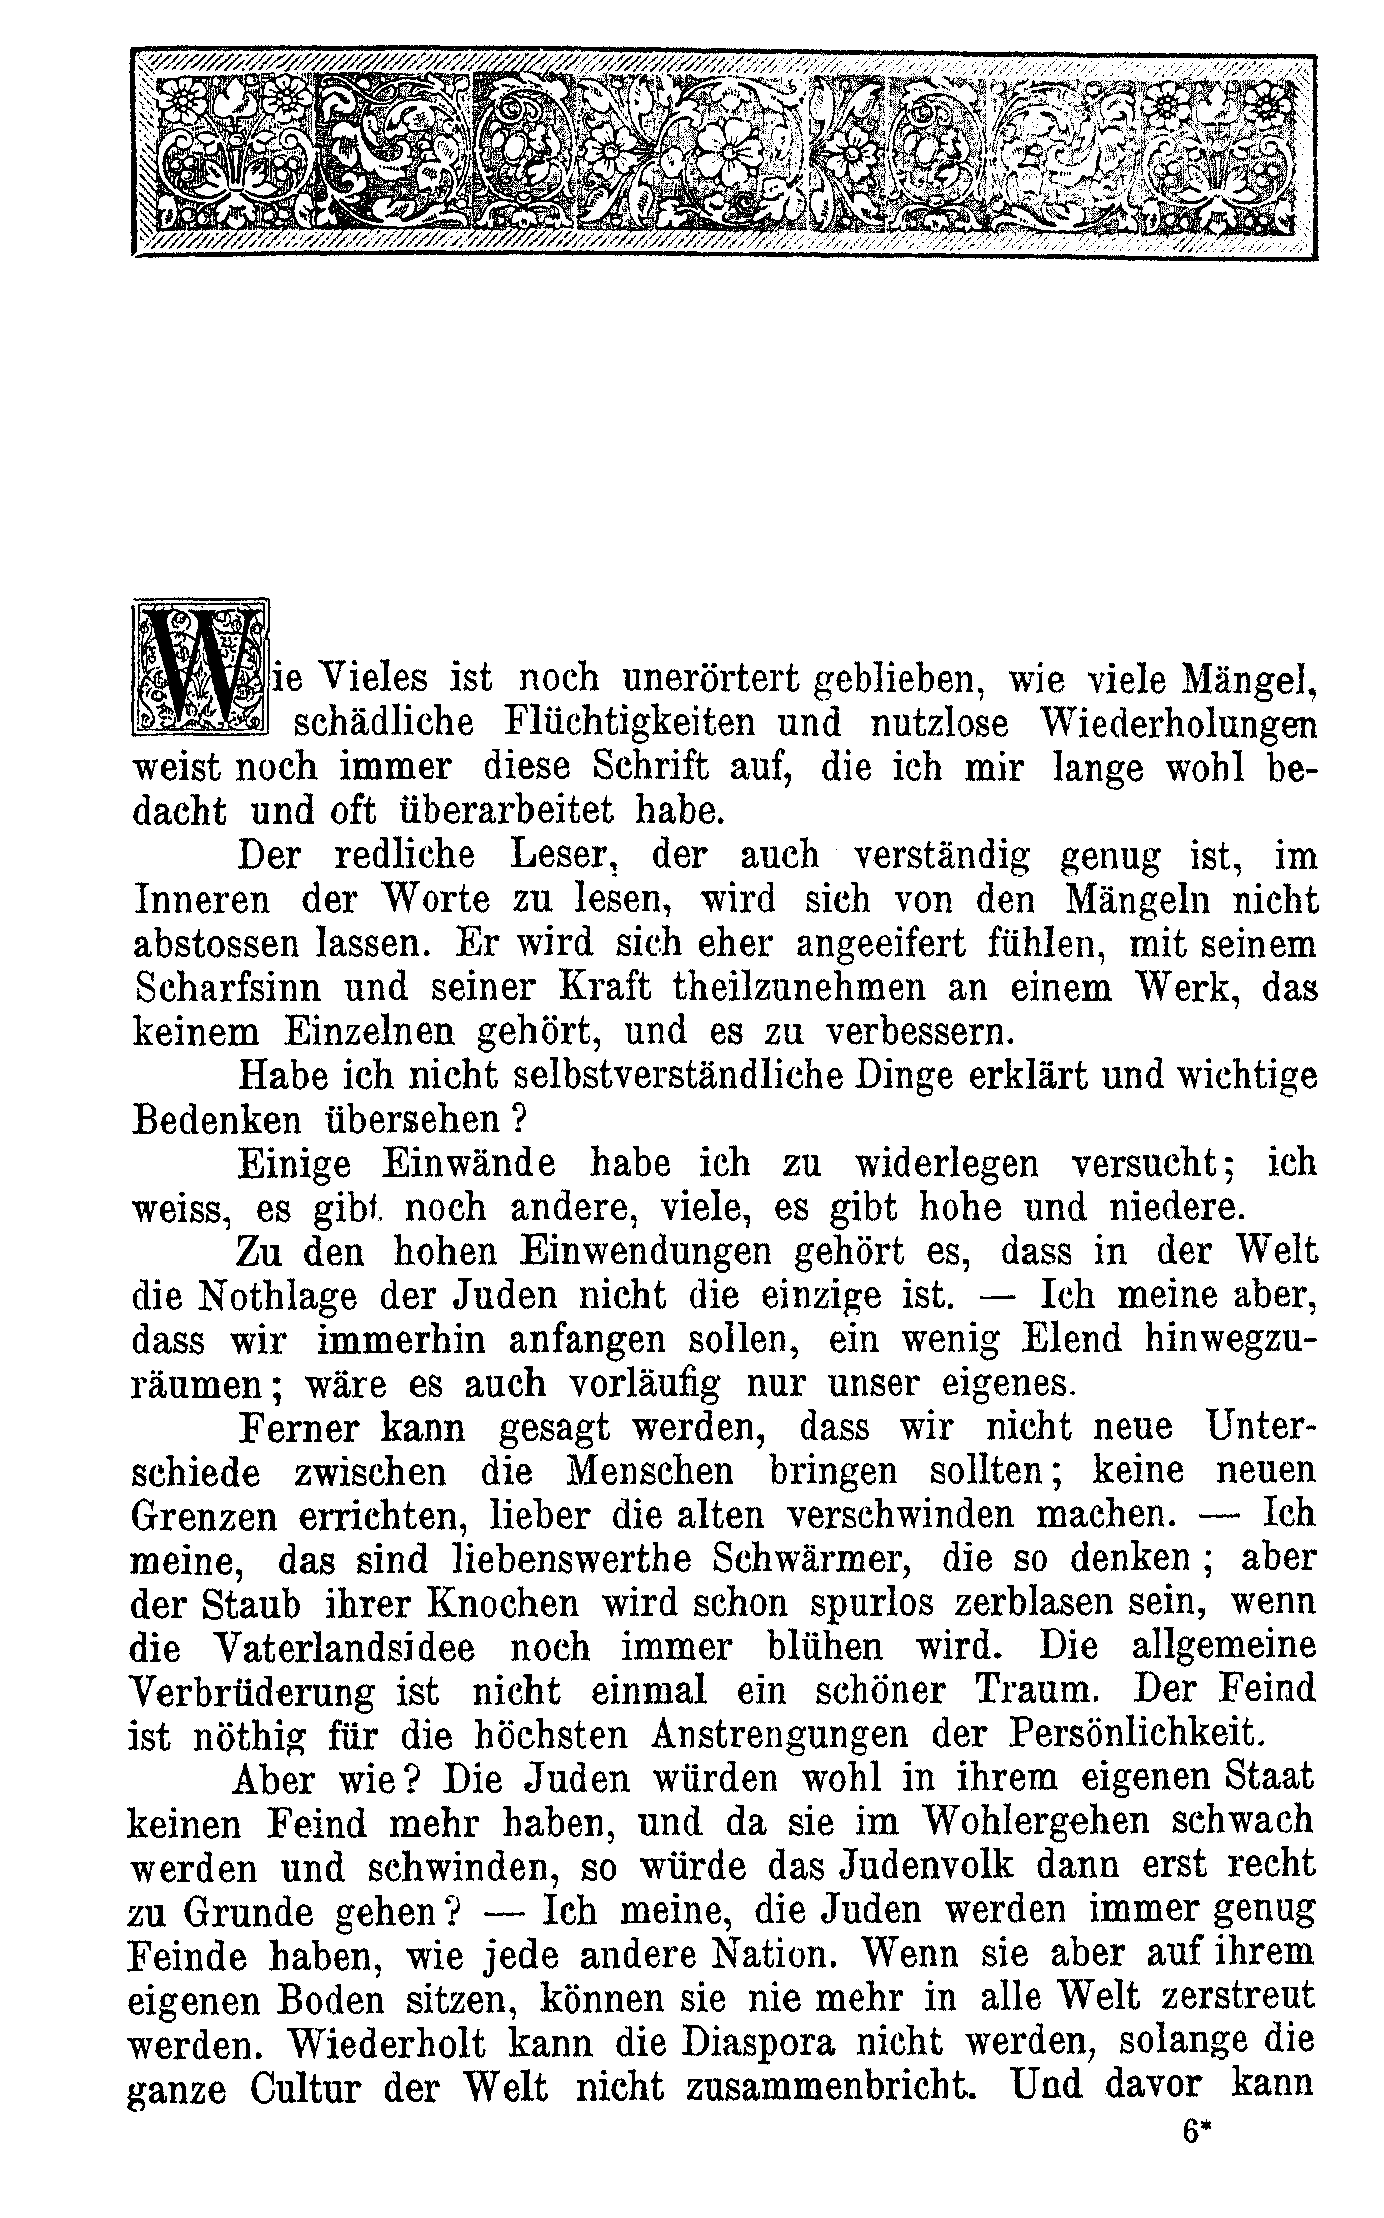 Wie Vieles ist noch unerörtert geblieben, wie viele Mängel,
schädliche Flüchtigkeiten und nutzlose Wiederholungen
weist noch immer diese Schrift auf, die ich mir lange wohl be-
dacht und oft überarbeitet habe.
Der redliche Leser, der auch verständig genug ist, im
Inneren der Worte zu lesen, wird sich von den Mängeln nicht
abstossen lassen. Er wird sich eher angeeifert fühlen, mit seinem
Scharfsinn und seiner Kraft theilzunehmen an einem Werk, das
keinem Einzelnen gehört, und es zu verbessern.
Habe ich nicht selbstverständliche Dinge erklärt und wichtige
Bedenken übersehen?
Einige Einwände habe ich zu widerlegen versucht; ich
weiss, es gibt noch andere, viele, es gibt hohe und niedere.
Zu den hohen Einwendungen gehört es, dass in der Welt
die Nothlage der Juden nicht die einzige ist. — Ich meine aber,
dass wir immerhin anfangen sollen, ein wenig Elend hinwegzu-
räumen; wäre es auch vorläufig nur unser eigenes.
Ferner kann gesagt werden, dass wir nicht neue Unter-
schiede zwischen die Menschen bringen sollten; keine neuen
Grenzen errichten, lieber die alten verschwinden machen. — Ich
meine, das sind liebenswerthe Schwärmer, die so denken; aber
der Staub ihrer Knochen wird schon spurlos zerblasen sein, wenn
die Vaterlandsidee noch immer blühen wird. Die allgemeine
Verbrüderung ist nicht einmal ein schöner Traum. Der Feind
ist nöthig für die höchsten Anstrengungen der Persönlichkeit.
Aber wie? Die Juden würden wohl in ihrem eigenen Staat
keinen Feind mehr haben, und da sie im Wohlergehen schwach
werden und schwinden, so würde das Judenvolk dann erst recht
zu Grunde gehen? — Ich meine, die Juden werden immer genug
Feinde haben, wie jede andere Nation. Wenn sie aber auf ihrem
eigenen Boden sitzen, können sie nie mehr in alle Welt zerstreut
werden. Wiederholt kann die Diaspora nicht werden, solange die
ganze Cultur der Welt nicht zusammenbricht. Und davor kann
6*